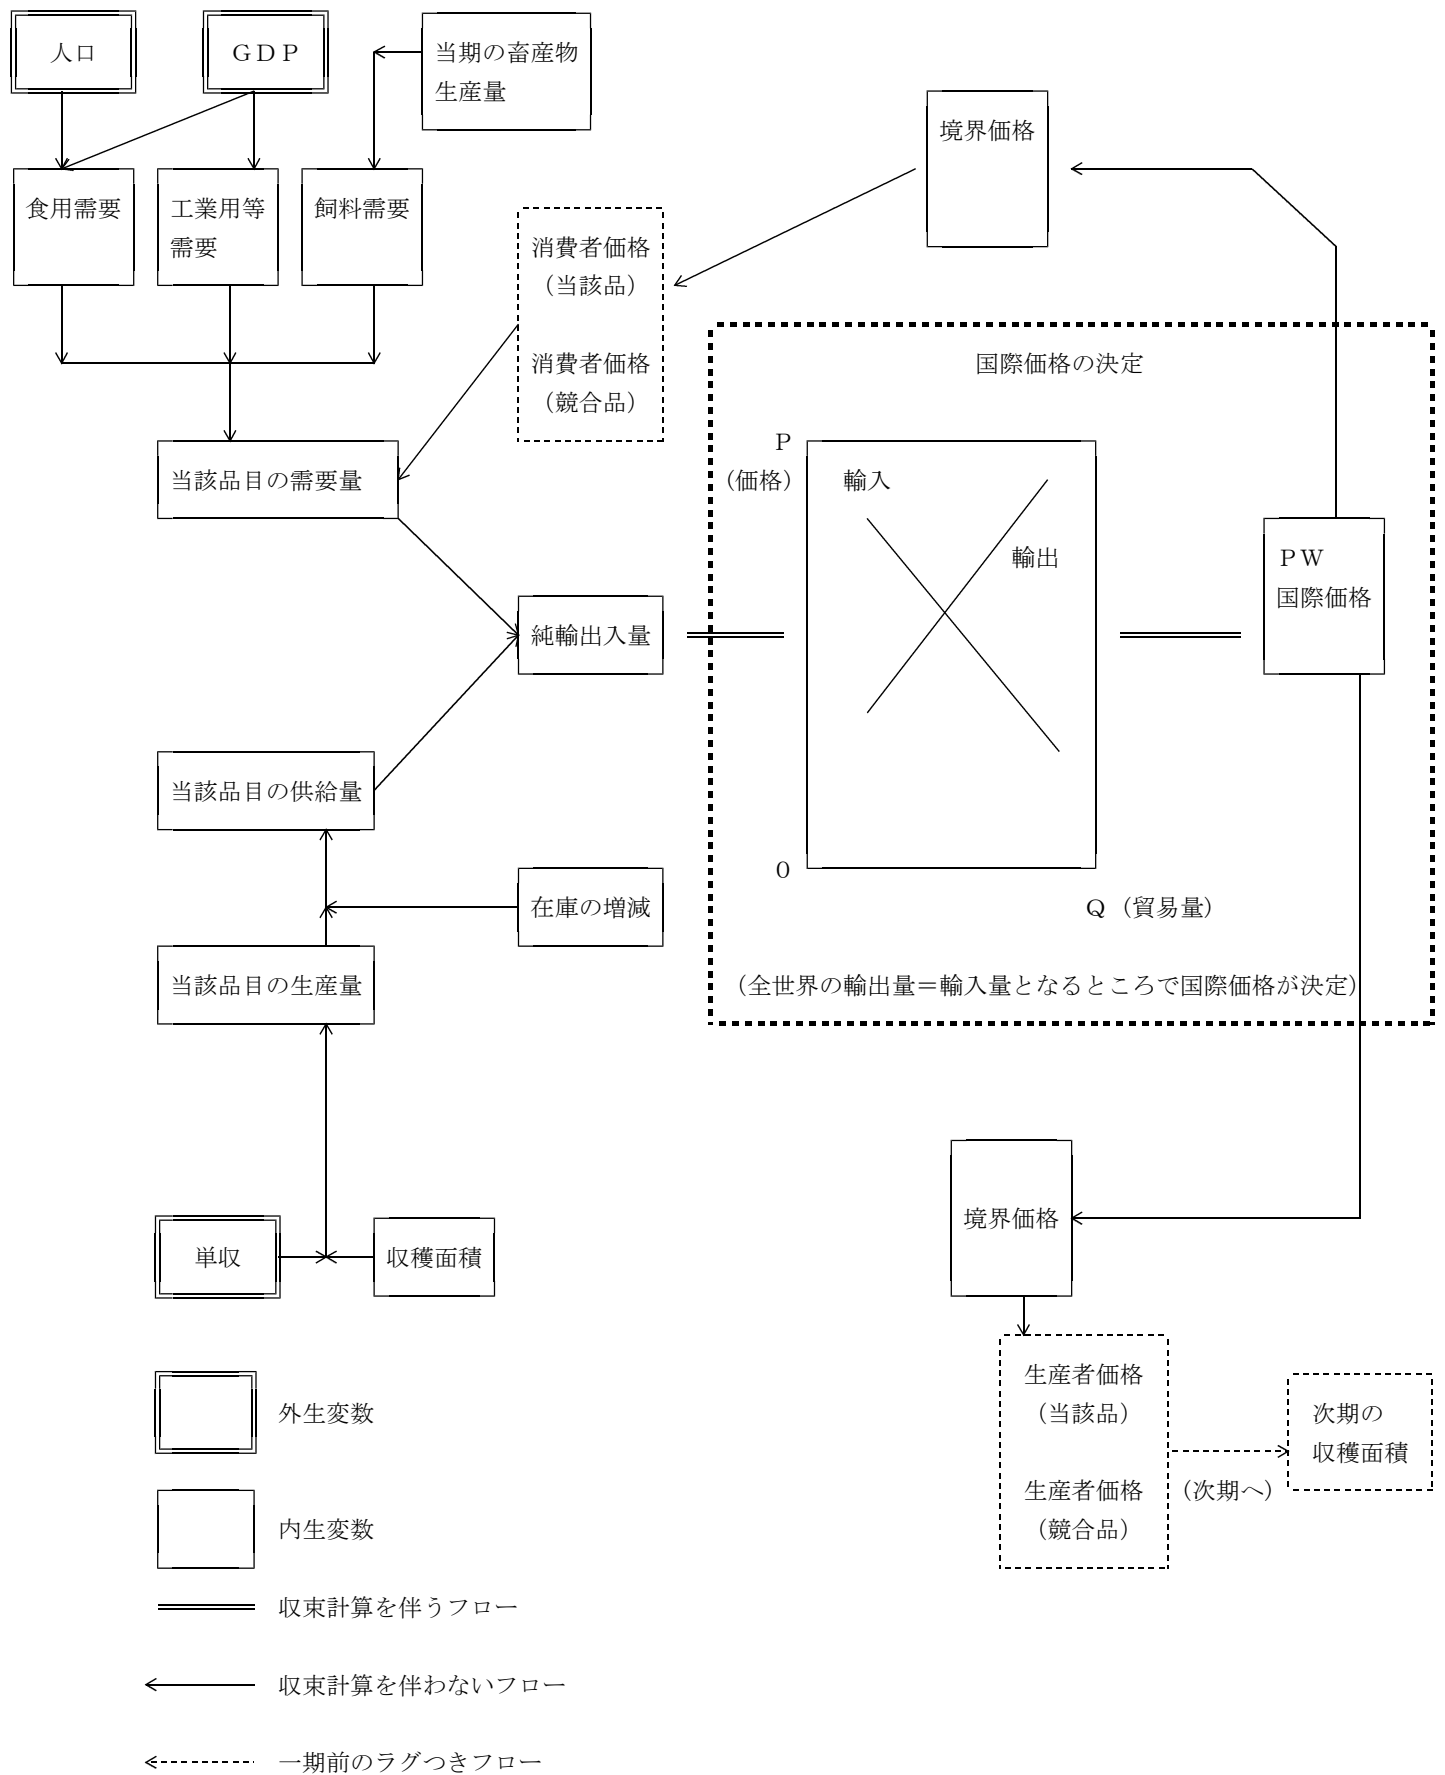 人口
ＧＤＰ
当期の畜産物
生産量
境界価格
食用需要
工業用等
需要
飼料需要
消費者価格
（当該品）
消費者価格
（競合品）
国際価格の決定
Ｐ
（価格）
輸入
輸出
当該品目の需要量
ＰＷ
国際価格
純輸出入量
当該品目の供給量
０
Ｑ（貿易量）
在庫の増減
当該品目の生産量
（全世界の輸出量＝輸入量となるところで国際価格が決定）
境界価格
単収
収穫面積
生産者価格
（当該品）
生産者価格
（競合品）
（次期へ）
次期の
収穫面積
外生変数
内生変数
収束計算を伴うフロー
収束計算を伴わないフロー
一期前のラグつきフロー